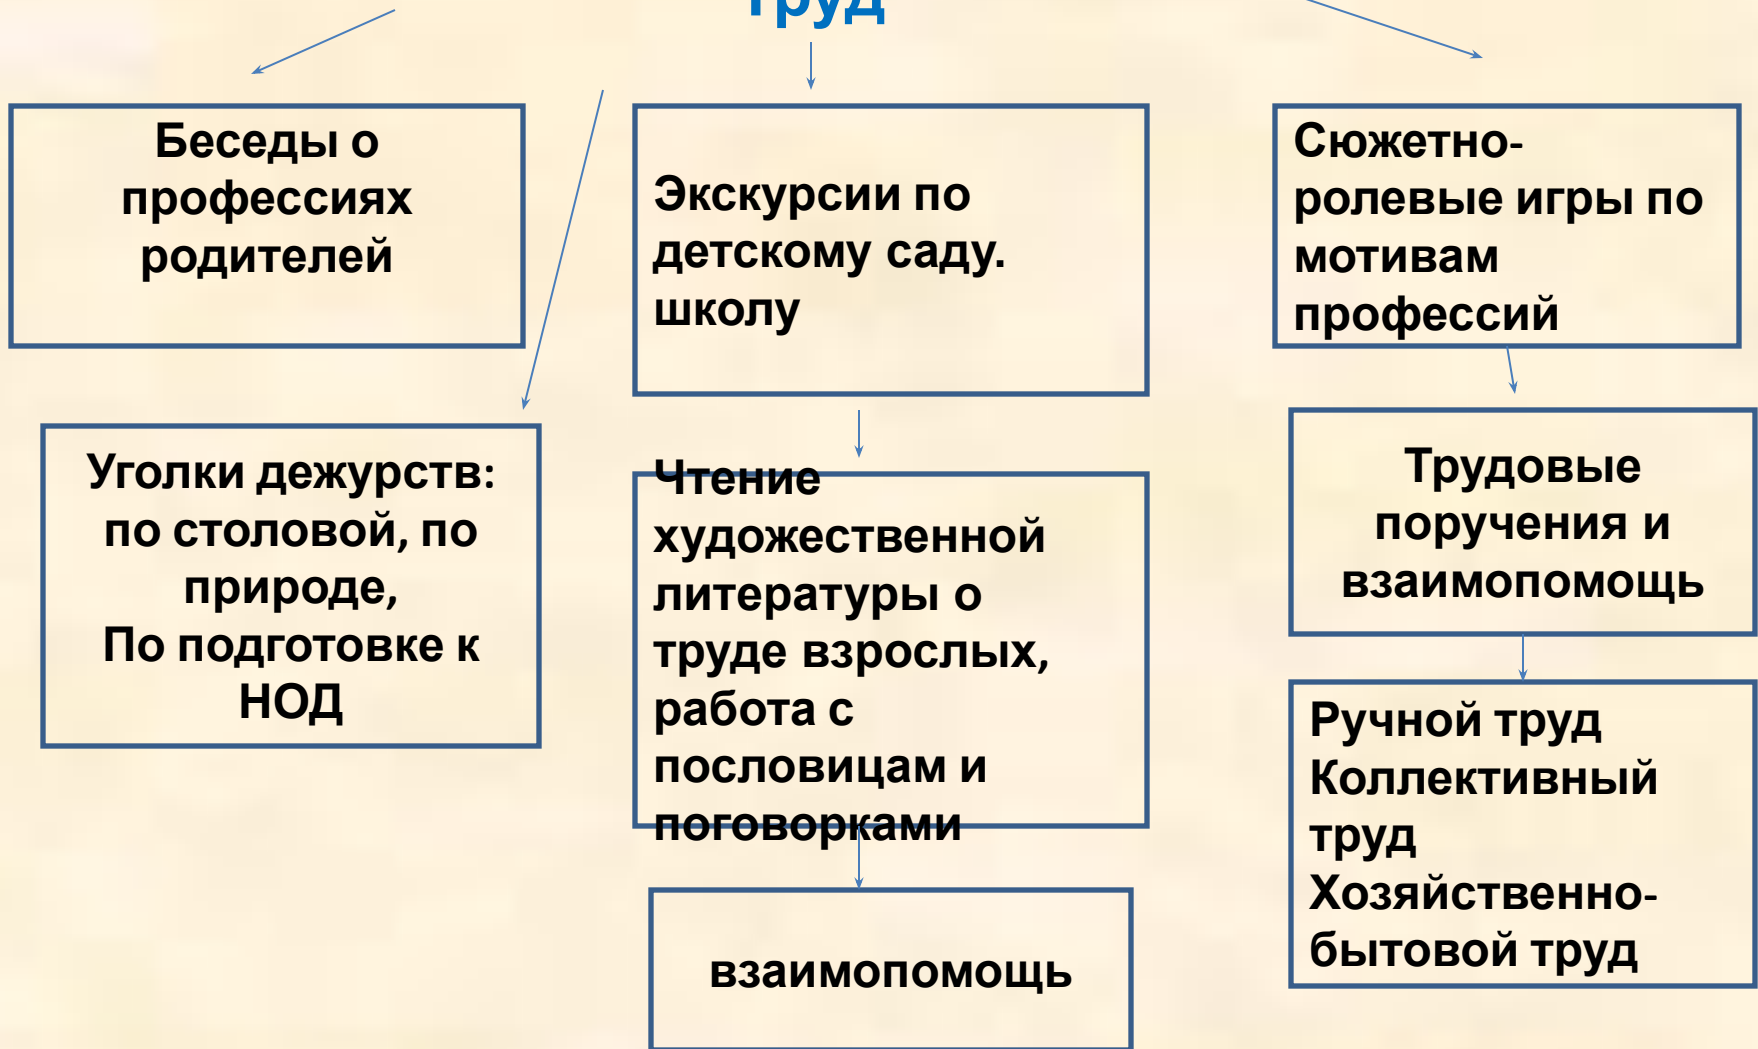 труд
Беседы о
профессиях
родителей
Экскурсии по
детскому саду.
школу
Сюжетно-
ролевые игры по
мотивам
профессий
Уголки дежурств:
по столовой, по
природе,
По подготовке к
НОД
Чтение
художественной
литературы о
труде взрослых,
работа с
пословицам и
поговорками
Трудовые
поручения и
взаимопомощь
Ручной труд
Коллективный
труд
Хозяйственно-
бытовой труд
взаимопомощь